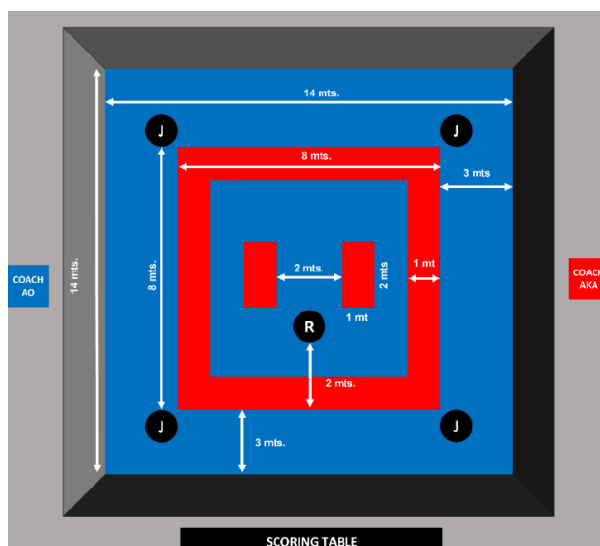 14 mts.
J
J
8 mts.
3 mts
COACH
AO
14 mts.
8 mts.
2 mts.
2 mts
1 mt
COACH
AKA
1 mt
R
2 mts.
J
J
3 mts.
SCORING TABLE